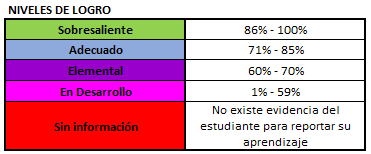 NIVELES DE LOGRO
Sobresaliente 86% - 100%
Adecuado 71% - 85%
Elemental 60% - 70%
En Desarrollo 1% - 59%
Sin información No existe evidencia del
estudiante para reportar su
aprendizaje